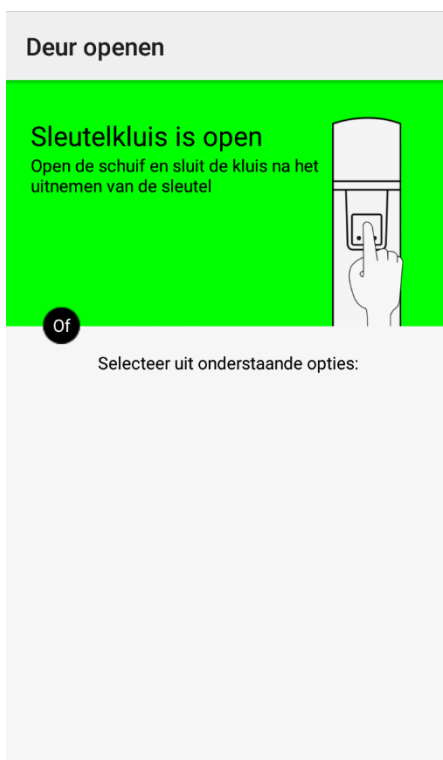 Deur openen
Sleutelkluis is open
Open de schuif en sluit de kluis na het
uitnemen van de sleutel
Of
Selecteer uit onderstaande opties: